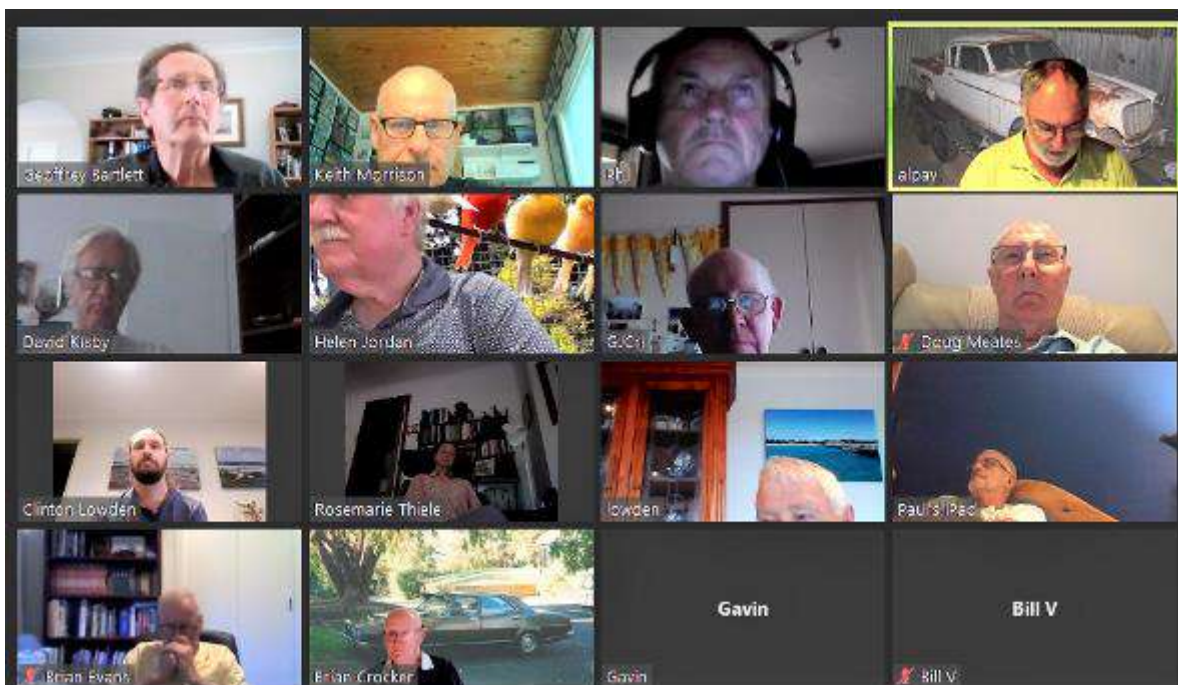 Geoffrey Bartlett
Keith Morrison
alpay
David Kisby
Helen Jordan
Doug Meates
Clinton Lowden
Rosemarie Thiele
lowden
Paul's iPad
Brian Evans
Brian Crocker
Gavin
Gavin
Bill V
Bill V